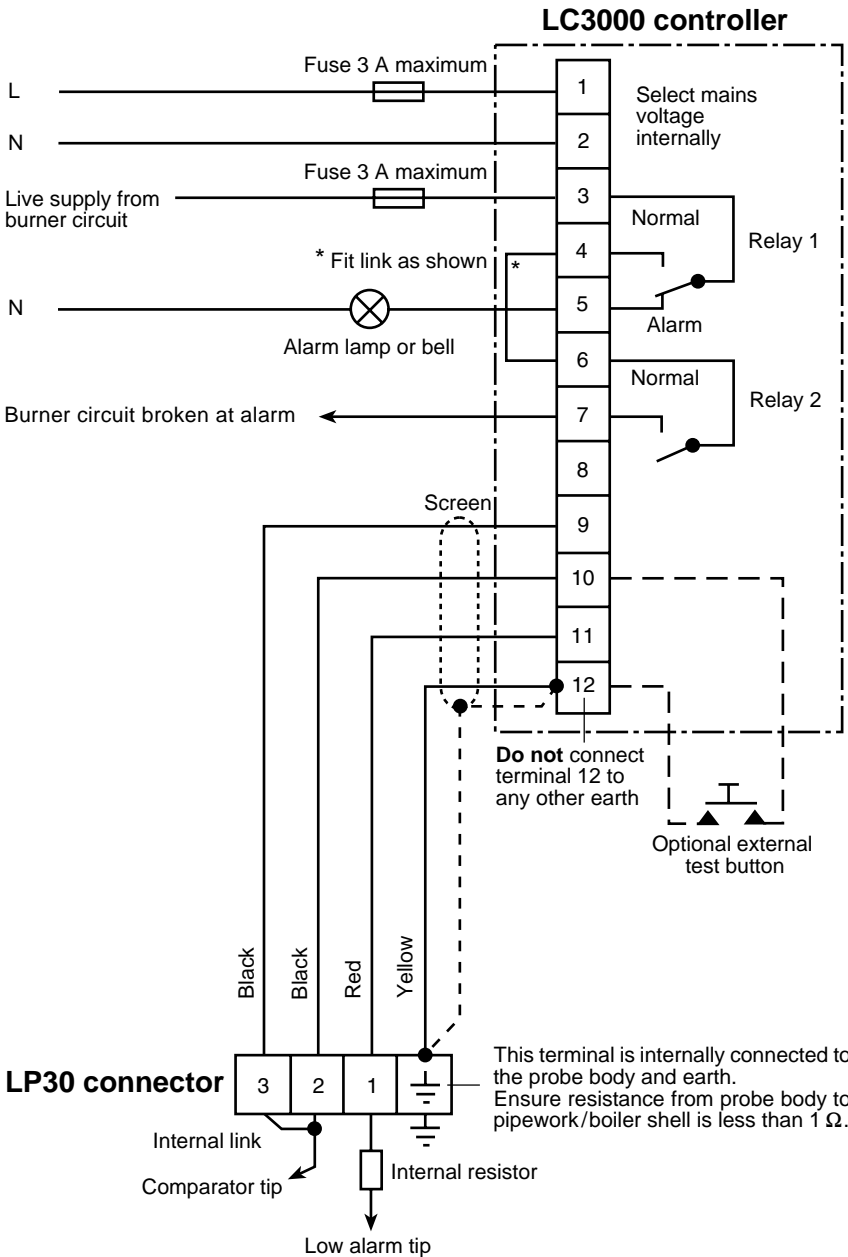 LC3000 controller
Fuse 3 A maximum
L
1
Select mains
voltage
internally
N
2
Fuse 3 A maximum
Live supply from
burner circuit
3
Normal
Relay 1
* Fit link as shown
*
4
N
5
Alarm lamp or bell
Alarm
6
Normal
Relay 2
Burner circuit broken at alarm
7
8
Screen
9
10
11
12
Do not connect
terminal 12 to
any other earth
Optional external
test button
Black
Black
Red
Yellow
LP30 connector
3
2
1
This terminal is internally connected to
the probe body and earth.
Ensure resistance from probe body to
pipework/boiler shell is less than 1 Ω.
Internal link
Comparator tip
Internal resistor
Low alarm tip